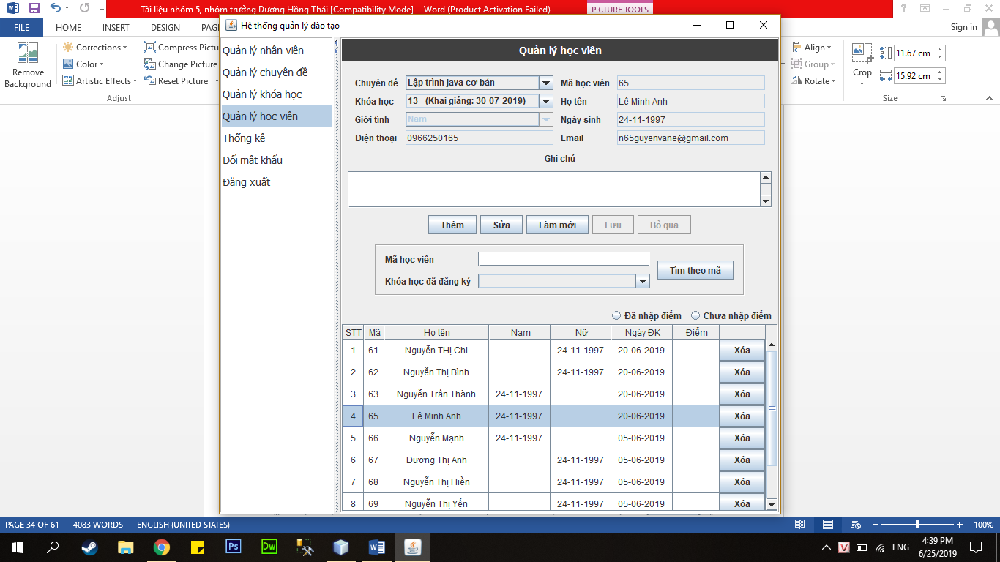 Tài liệu nhóm 5, nhóm trưởng Dương Hồng Thái [Compatibility Mode] - Word (Product Activation Failed)
PICTURE TOOLS
FILE HOME INSERT DESIGN
Sign in
Remove Background
Corrections
Color
Artistic Effects
Change Picture
Reset Picture
Adjust
Align
Group
Rotate
Crop
11.67 cm
15.92 cm
Size
Hệ thống quản lý đào tạo
Quản lý nhân viên
Quản lý chuyên đề
Quản lý khóa học
Quản lý học viên
Thống kê
Đổi mật khẩu
Đăng xuất
Quản lý học viên
Chuyên đề Lập trình java cơ bản Mã học viên 65
Khóa học 13 - (Khai giảng: 30-07-2019) Họ tên Lê Minh Anh
Giới tính Nam Ngày sinh 24-11-1997
Điện thoại 0966250165 Email n65guyenvane@gmail.com
Ghi chú
Thêm Sửa Làm mới Lưu Bỏ qua
Mã học viên
Khóa học đã đăng ký
Tìm theo mã
Đã nhập điểm Chưa nhập điểm
STT Mã Họ tên Nam Nữ Ngày ĐK Điểm
1 61 Nguyễn THị Chi 24-11-1997 20-06-2019 Xóa
2 62 Nguyễn Thị Bình 24-11-1997 20-06-2019 Xóa
3 63 Nguyễn Trấn Thành 24-11-1997 20-06-2019 Xóa
4 65 Lê Minh Anh 24-11-1997 20-06-2019 Xóa
5 66 Nguyễn Mạnh 24-11-1997 05-06-2019 Xóa
6 67 Dương Thị Anh 24-11-1997 05-06-2019 Xóa
7 68 Nguyễn Thị Hiền 24-11-1997 05-06-2019 Xóa
8 69 Nguyễn Thị Yến 24-11-1997 05-06-2019 Xóa
PAGE 34 OF 61 4083 WORDS ENGLISH (UNITED STATES)
100%
Ps Dw
ENG
4:39 PM
6/25/2019